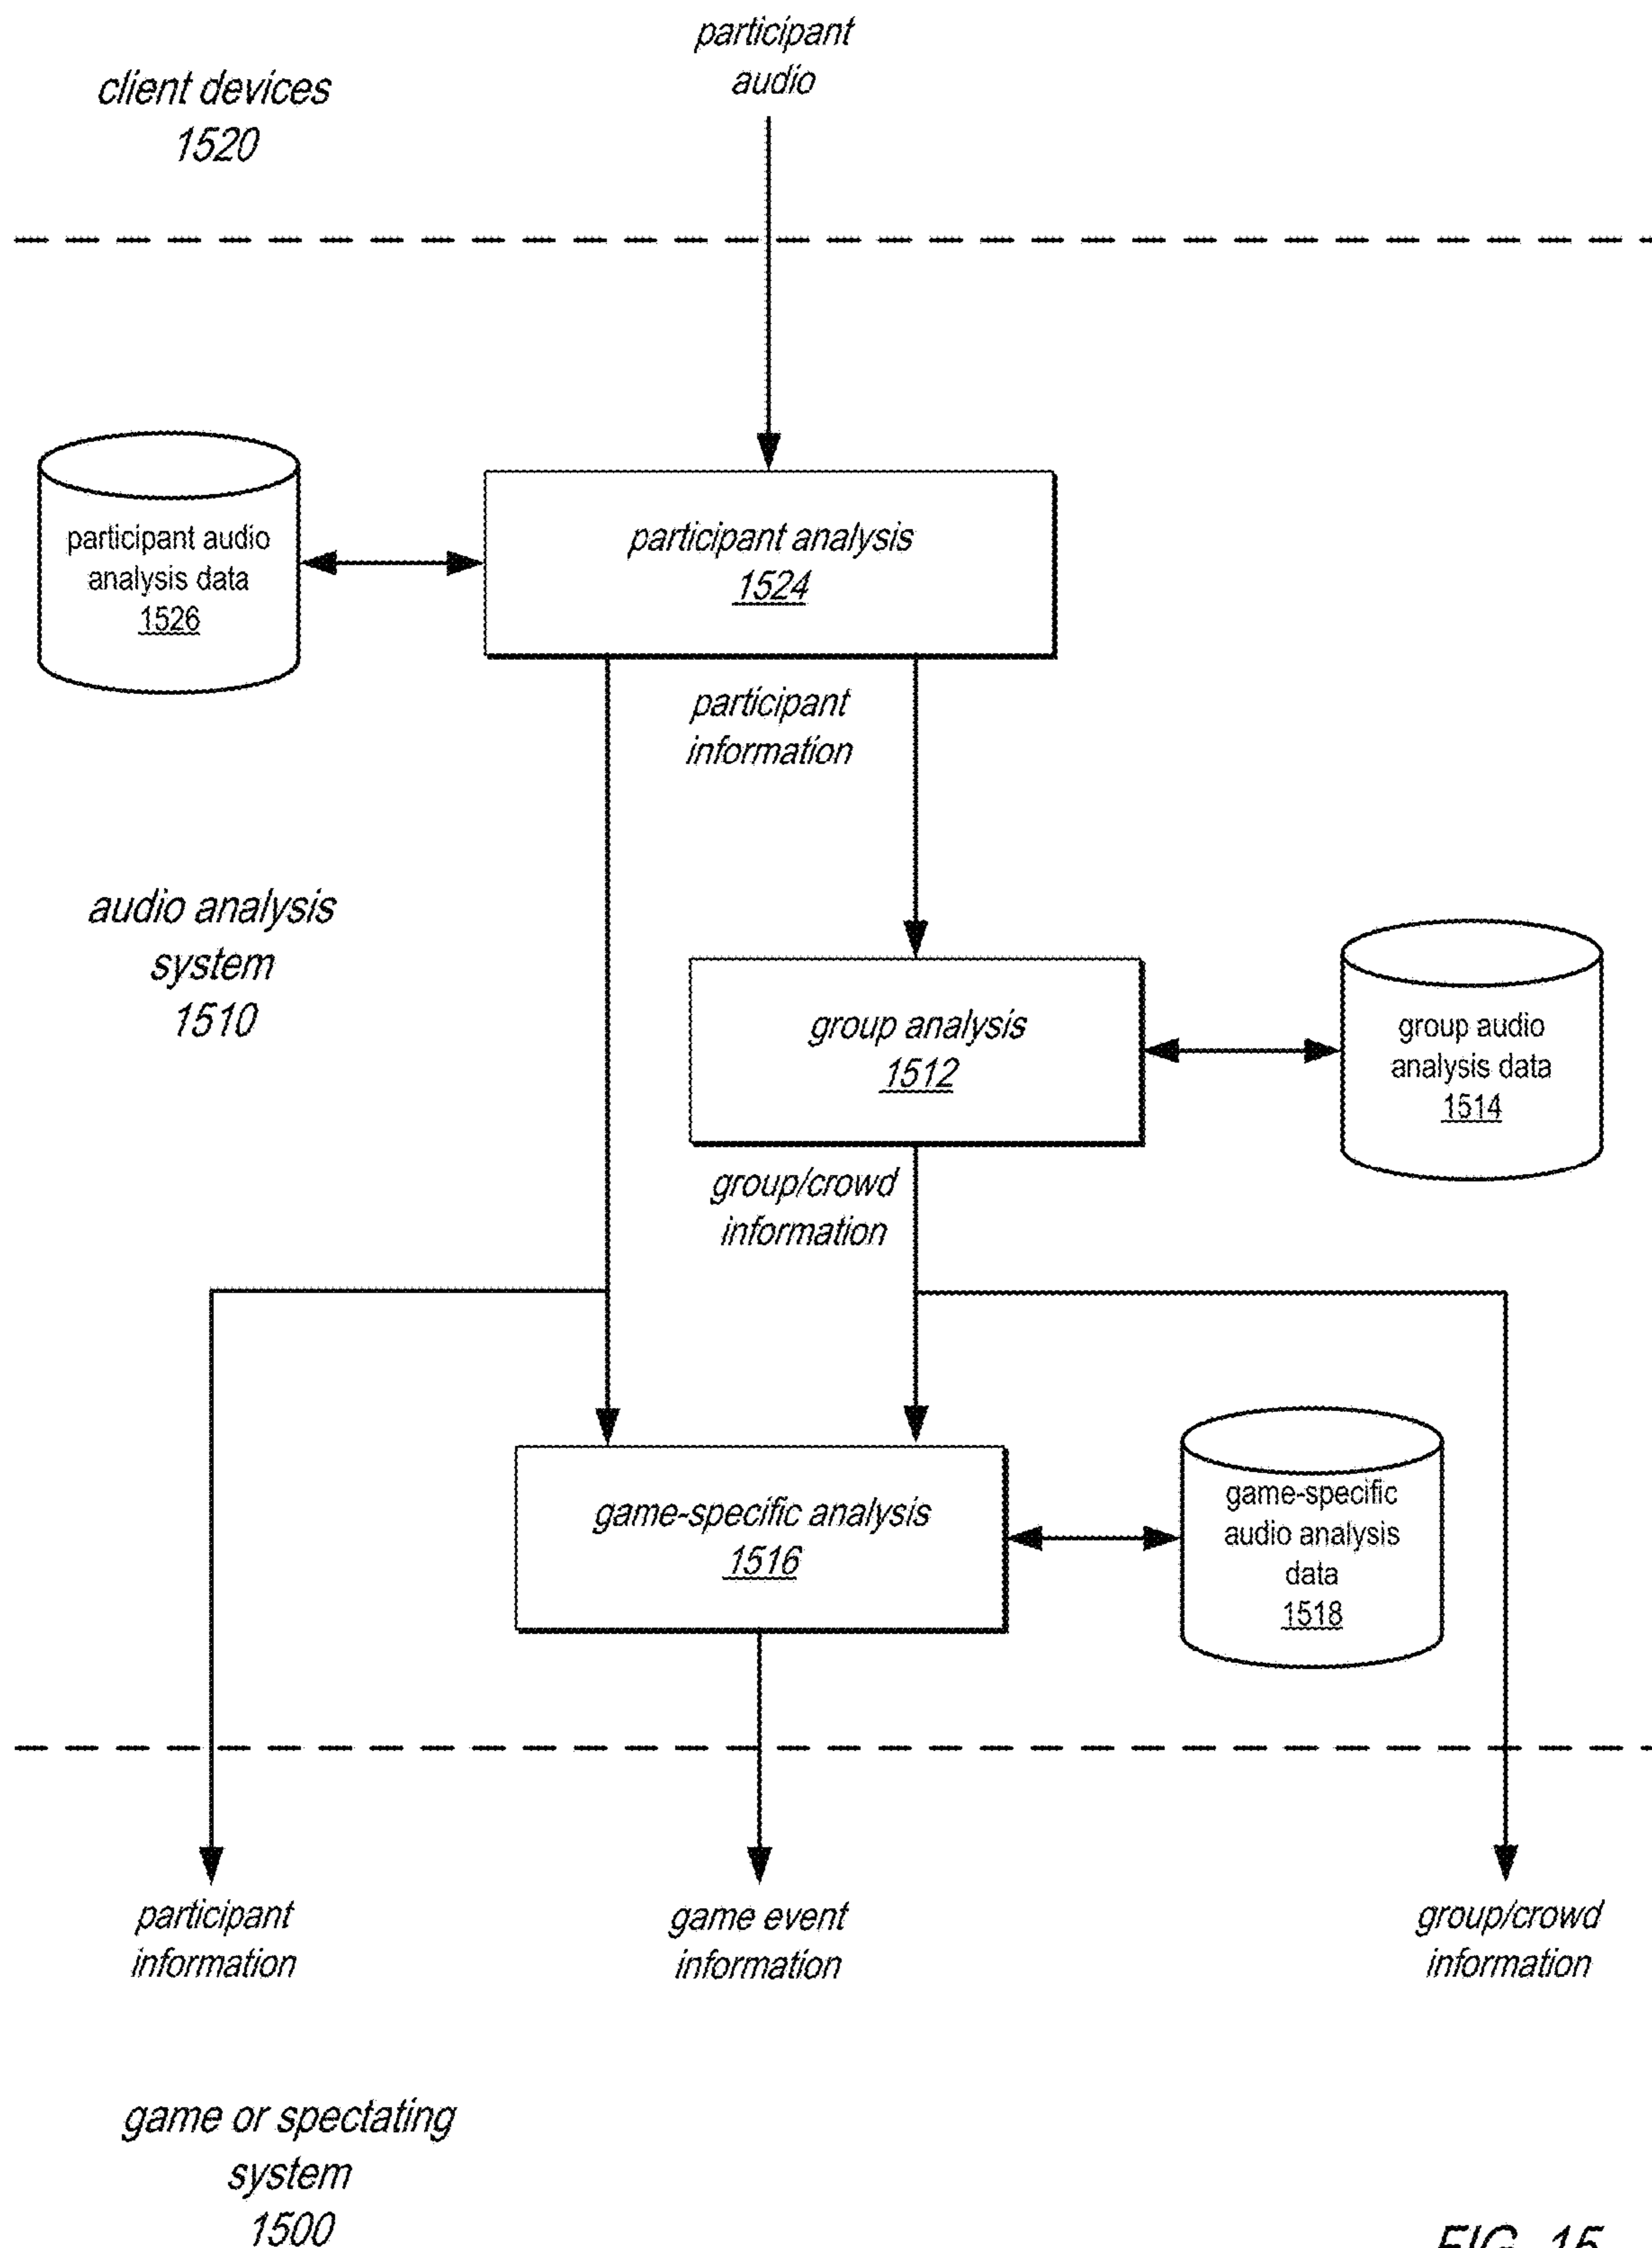 participant
audio
client devices
1520
participant audio
analysis data
1526
participant analysis
1524
participant
information
audio analysis
system
1510
group analysis
1512
group audio
analysis data
1514
group/crowd
information
game-specific analysis
1516
game-specific
audio analysis
data
1518
participant
information
game event
information
group/crowd
information
game or spectating
system
1500
FIG. 15